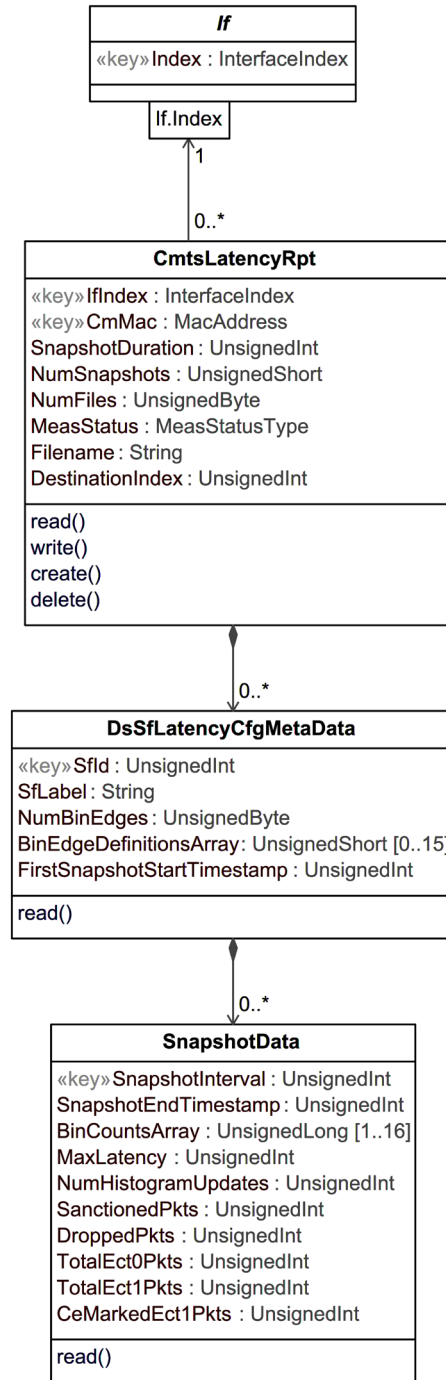 If
«key»Index : InterfaceIndex
If.Index
1
0..*
CmtsLatencyRpt
«key»IfIndex : InterfaceIndex
«key»CmMac : MacAddress
SnapshotDuration : UnsignedInt
NumSnapshots : UnsignedShort
NumFiles : UnsignedByte
MeasStatus : MeasStatusType
Filename : String
DestinationIndex : UnsignedInt
read()
write()
create()
delete()
0..*
DsSfLatencyCfgMetaData
«key»SfId : UnsignedInt
SfLabel : String
NumBinEdges : UnsignedByte
BinEdgeDefinitionsArray: UnsignedShort [0..15]
FirstSnapshotStartTimestamp : UnsignedInt
read()
0..*
SnapshotData
«key»SnapshotInterval : UnsignedInt
SnapshotEndTimestamp: UnsignedInt
BinCountsArray : UnsignedLong [1..16]
MaxLatency : UnsignedInt
NumHistogramUpdates : UnsignedInt
SanctionedPkts : UnsignedInt
DroppedPkts : UnsignedInt
TotalEct0Pkts : UnsignedInt
TotalEct1Pkts : UnsignedInt
CeMarkedEct1Pkts : UnsignedInt
read()